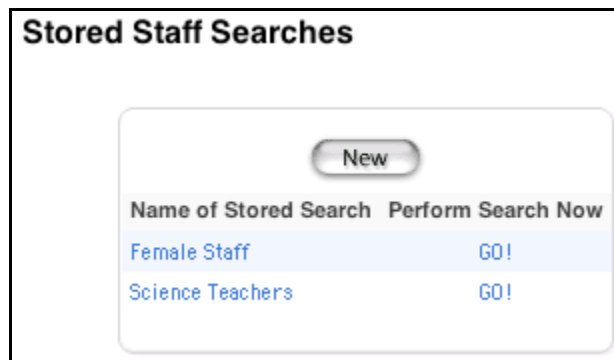 Stored Staff Searches
New
Name of Stored Search Perform Search Now
Female Staff GO!
Science Teachers GO!